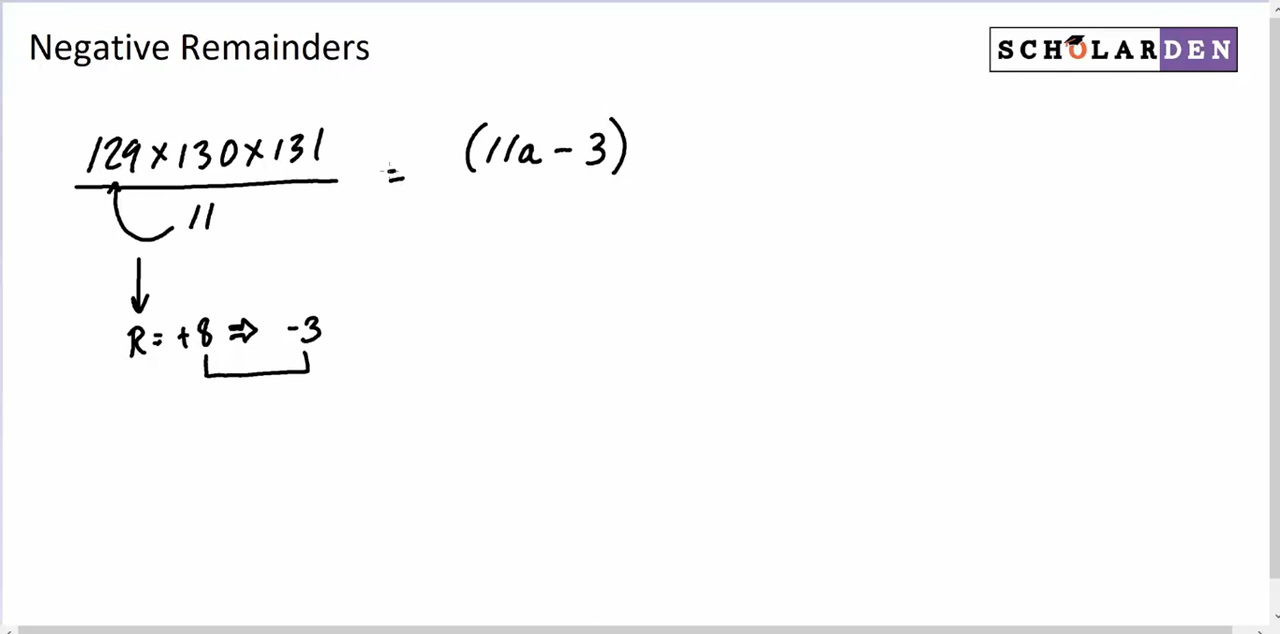 Negative Remainders
SCHOLARDEN
129×130×131 = (11a - 3)
11
R= +8 ⇒ -3